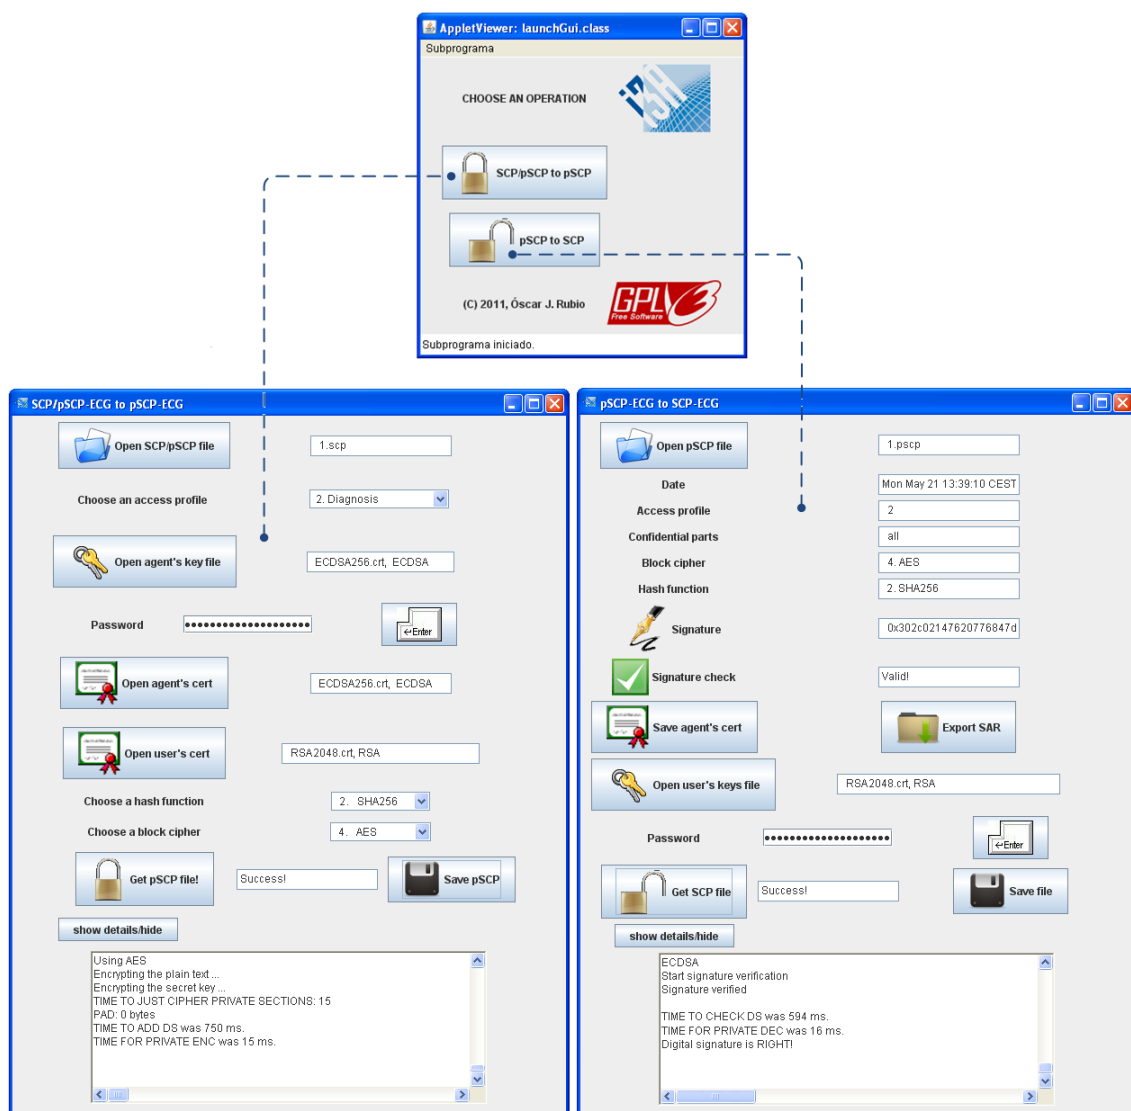 AppletViewer: launchGui.class
Subprograma
CHOOSE AN OPERATION
i3A
SCP/pSCP to pSCP
pSCP to SCP
(C) 2011, Óscar J. Rubio
GPLv3
Free Software
Subprograma iniciado.
SCP/pSCP-ECG to pSCP-ECG
Open SCP/pSCP file
1.scp
Choose an access profile
2. Diagnosis
Open agent's key file
ECDSA256.crt, ECDSA
Password
Enter
Open agent's cert
ECDSA256.crt, ECDSA
Open user's cert
RSA2048.crt, RSA
Choose a hash function
2. SHA256
Choose a block cipher
4. AES
Get pSCP file!
Success!
Save pSCP
show details/hide
Using AES
Encrypting the plain text ...
Encrypting the secret key ...
TIME TO JUST CIPHER PRIVATE SECTIONS: 15
PAD: 0 bytes
TIME TO ADD DS was 750 ms.
TIME FOR PRIVATE ENC was 15 ms.
pSCP-ECG to SCP-ECG
Open pSCP file
1.pscp
Date
Mon May 21 13:39:10 CEST
Access profile
2
Confidential parts
all
Block cipher
4. AES
Hash function
2. SHA256
Signature
0x302c02147620776847d
Signature check
Valid!
Save agent's cert
Export SAR
Open user's keys file
RSA2048.crt, RSA
Password
Enter
Get SCP file
Success!
Save file
show details/hide
ECDSA
Start signature verification
Signature verified
TIME TO CHECK DS was 594 ms.
TIME FOR PRIVATE DEC was 16 ms.
Digital signature is RIGHT!